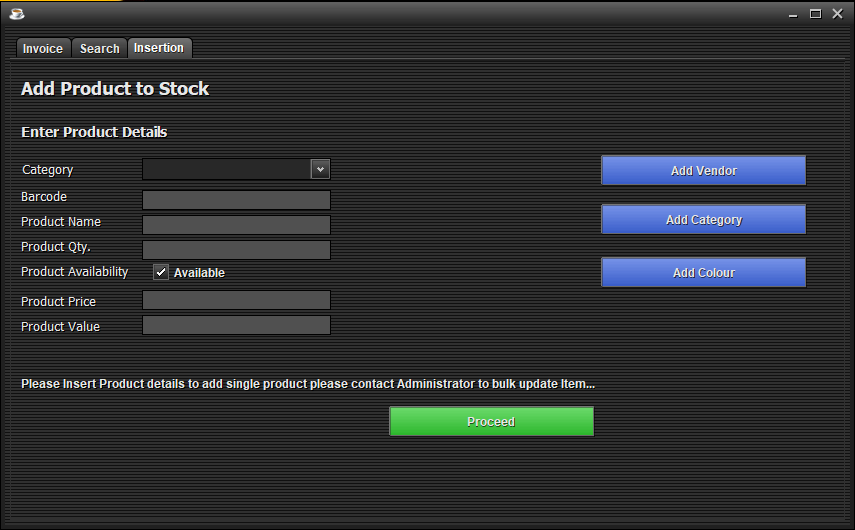 Invoice Search Insertion
Add Product to Stock
Enter Product Details
Category
Add Vendor
Barcode
Product Name
Add Category
Product Qty.
Product Availability Available
Add Colour
Product Price
Product Value
Please Insert Product details to add single product please contact Administrator to bulk update Item...
Proceed